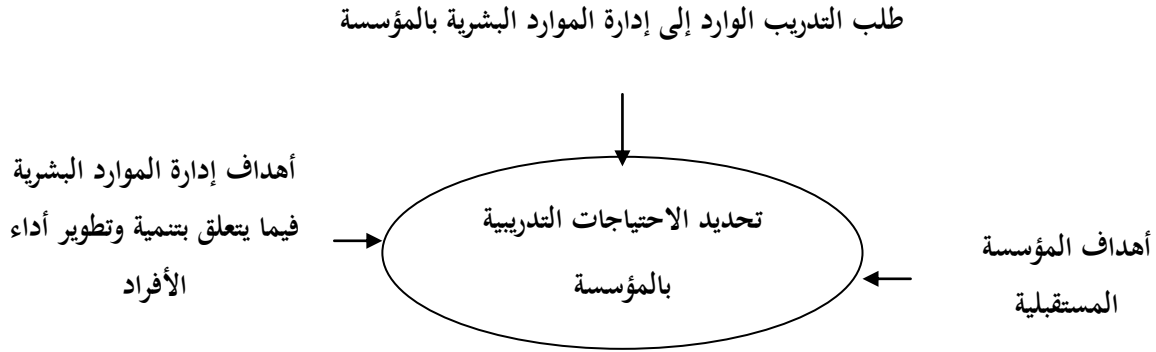 طلب التدريب الوارد إلى إدارة الموارد البشرية بالمؤسسة
أهداف إدارة الموارد البشرية
فيما يتعلق بتنمية وتطوير أداء
الأفراد
تحديد الاحتياجات التدريبية
بالمؤسسة
أهداف المؤسسة
المستقبلية